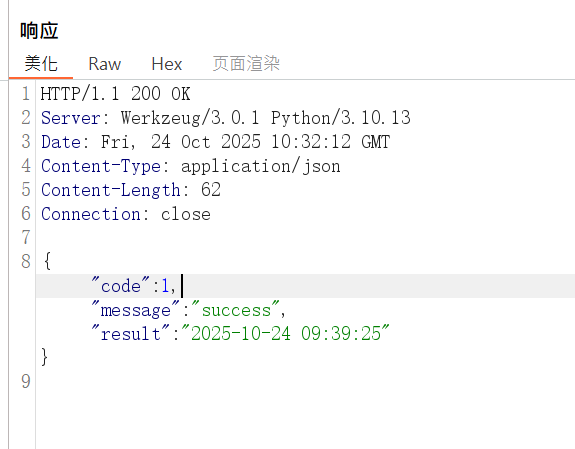 响应
美化 Raw Hex 页面渲染
1 HTTP/1.1 200 OK
2 Server: Werkzeug/3.0.1 Python/3.10.13
3 Date: Fri, 24 Oct 2025 10:32:12 GMT
4 Content-Type: application/json
5 Content-Length: 62
6 Connection: close
7
8 {
"code":1,
"message":"success",
"result":"2025-10-24 09:39:25"
}
9